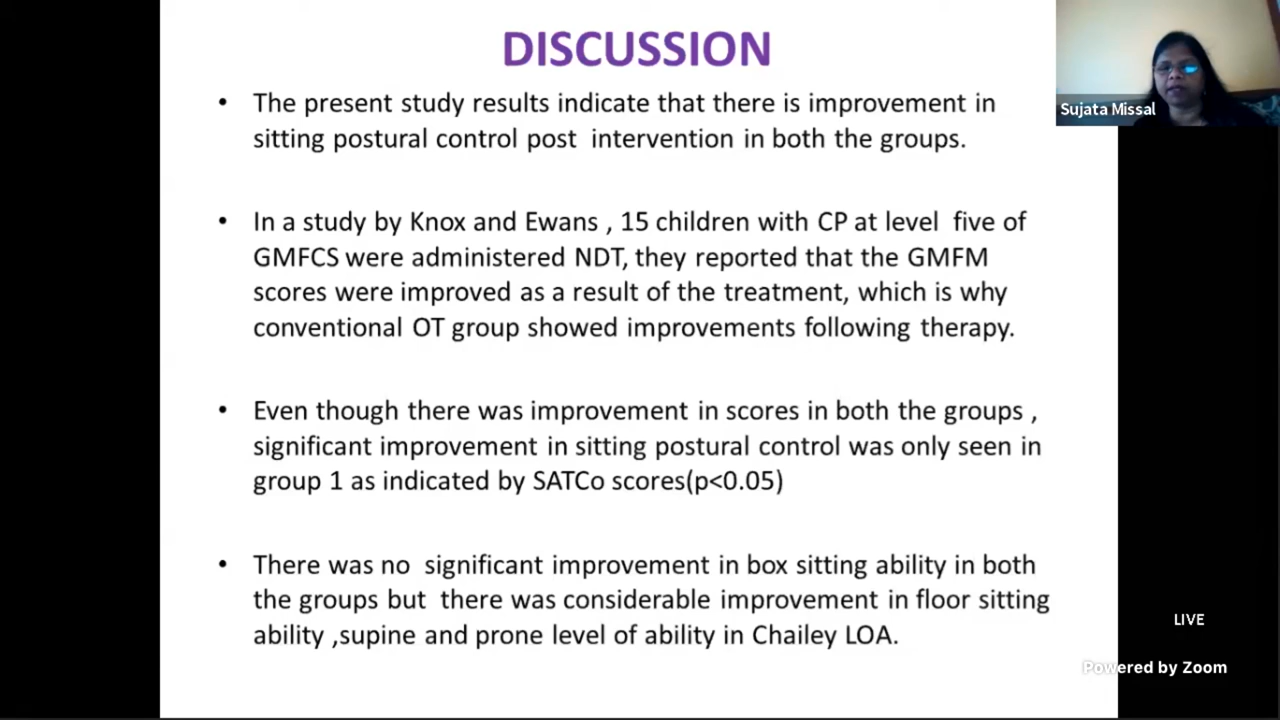 DISCUSSION
• The present study results indicate that there is improvement in
sitting postural control post intervention in both the groups.
• In a study by Knox and Ewans , 15 children with CP at level five of
GMFCS were administered NDT, they reported that the GMFM
scores were improved as a result of the treatment, which is why
conventional OT group showed improvements following therapy.
• Even though there was improvement in scores in both the groups ,
significant improvement in sitting postural control was only seen in
group 1 as indicated by SATCo scores(p<0.05)
• There was no significant improvement in box sitting ability in both
the groups but there was considerable improvement in floor sitting
ability ,supine and prone level of ability in Chailey LOA.
Sujata Missal
LIVE
Powered by Zoom